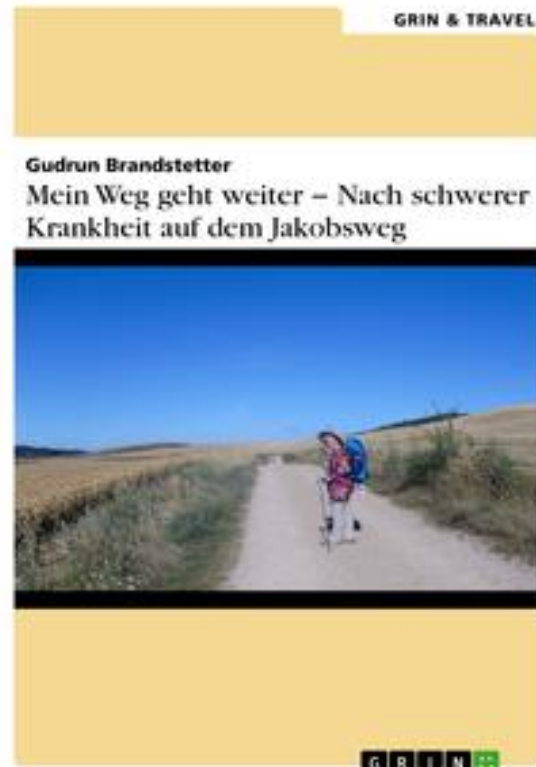 GRIN & TRAVEL
Gudrun Brandstetter
Mein Weg geht weiter – Nach schwerer
Krankheit auf dem Jakobsweg
GRIN